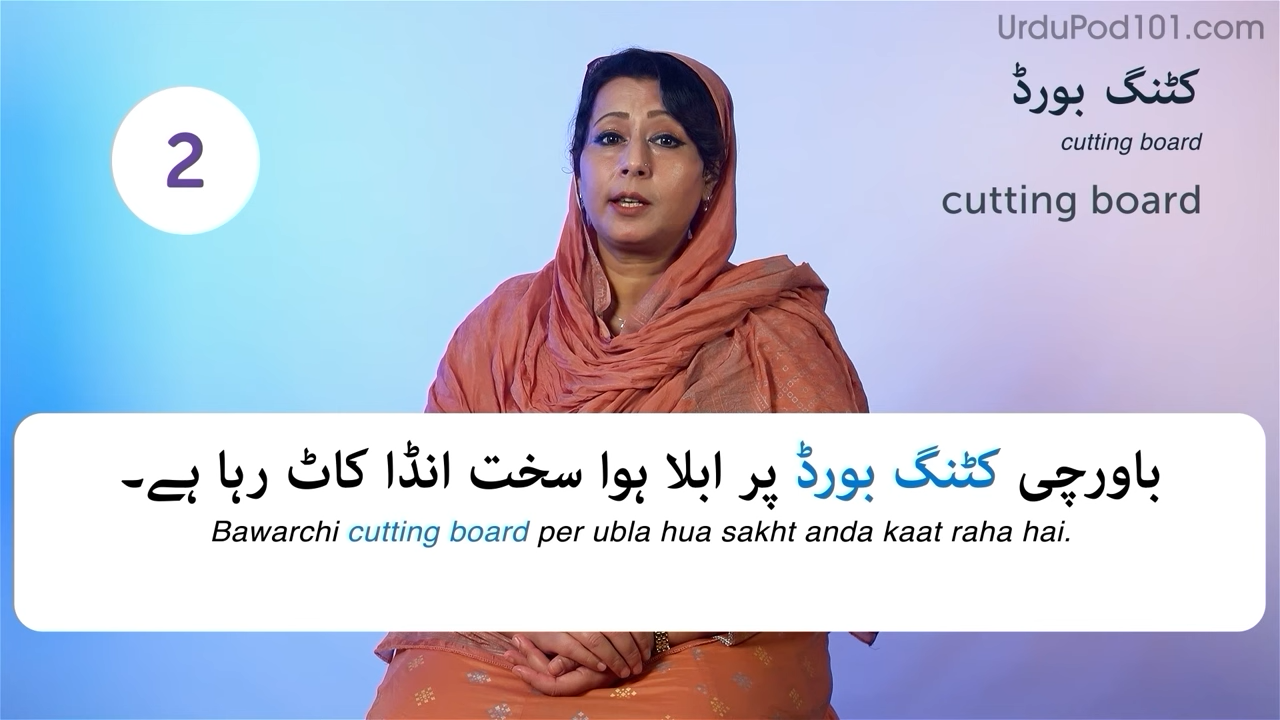 UrduPod101.com
2
کٹنگ بورڈ
cutting board
cutting board
باورچی کٹنگ بورڈ پر ابلا ہوا سخت انڈا کاٹ رہا ہے۔
Bawarchi cutting board per ubla hua sakht anda kaat raha hai.